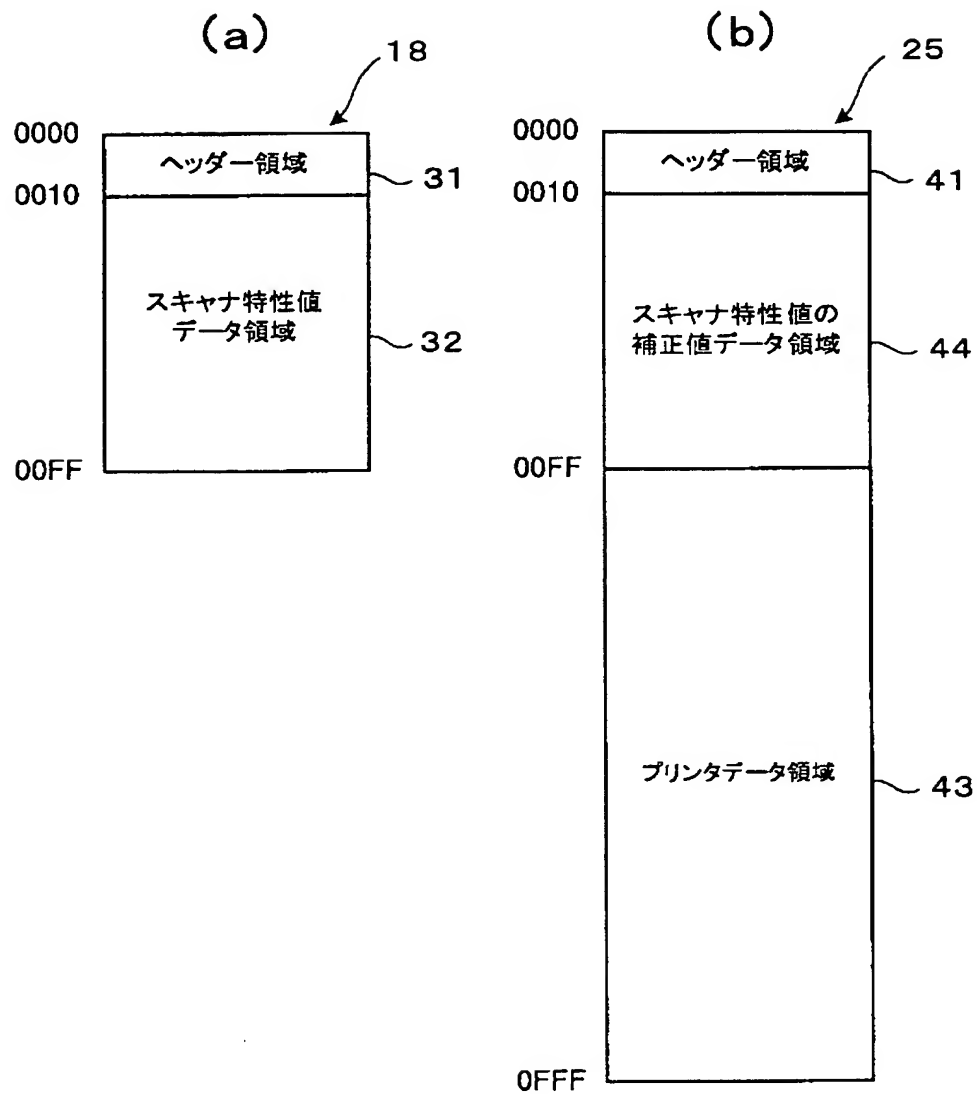 (a)
18
0000
ヘッダー領域
31
0010
スキャナ特性値
データ領域
32
00FF
(b)
25
0000
ヘッダー領域
41
0010
スキャナ特性値の
補正値データ領域
44
00FF
プリンタデータ領域
43
0FFF